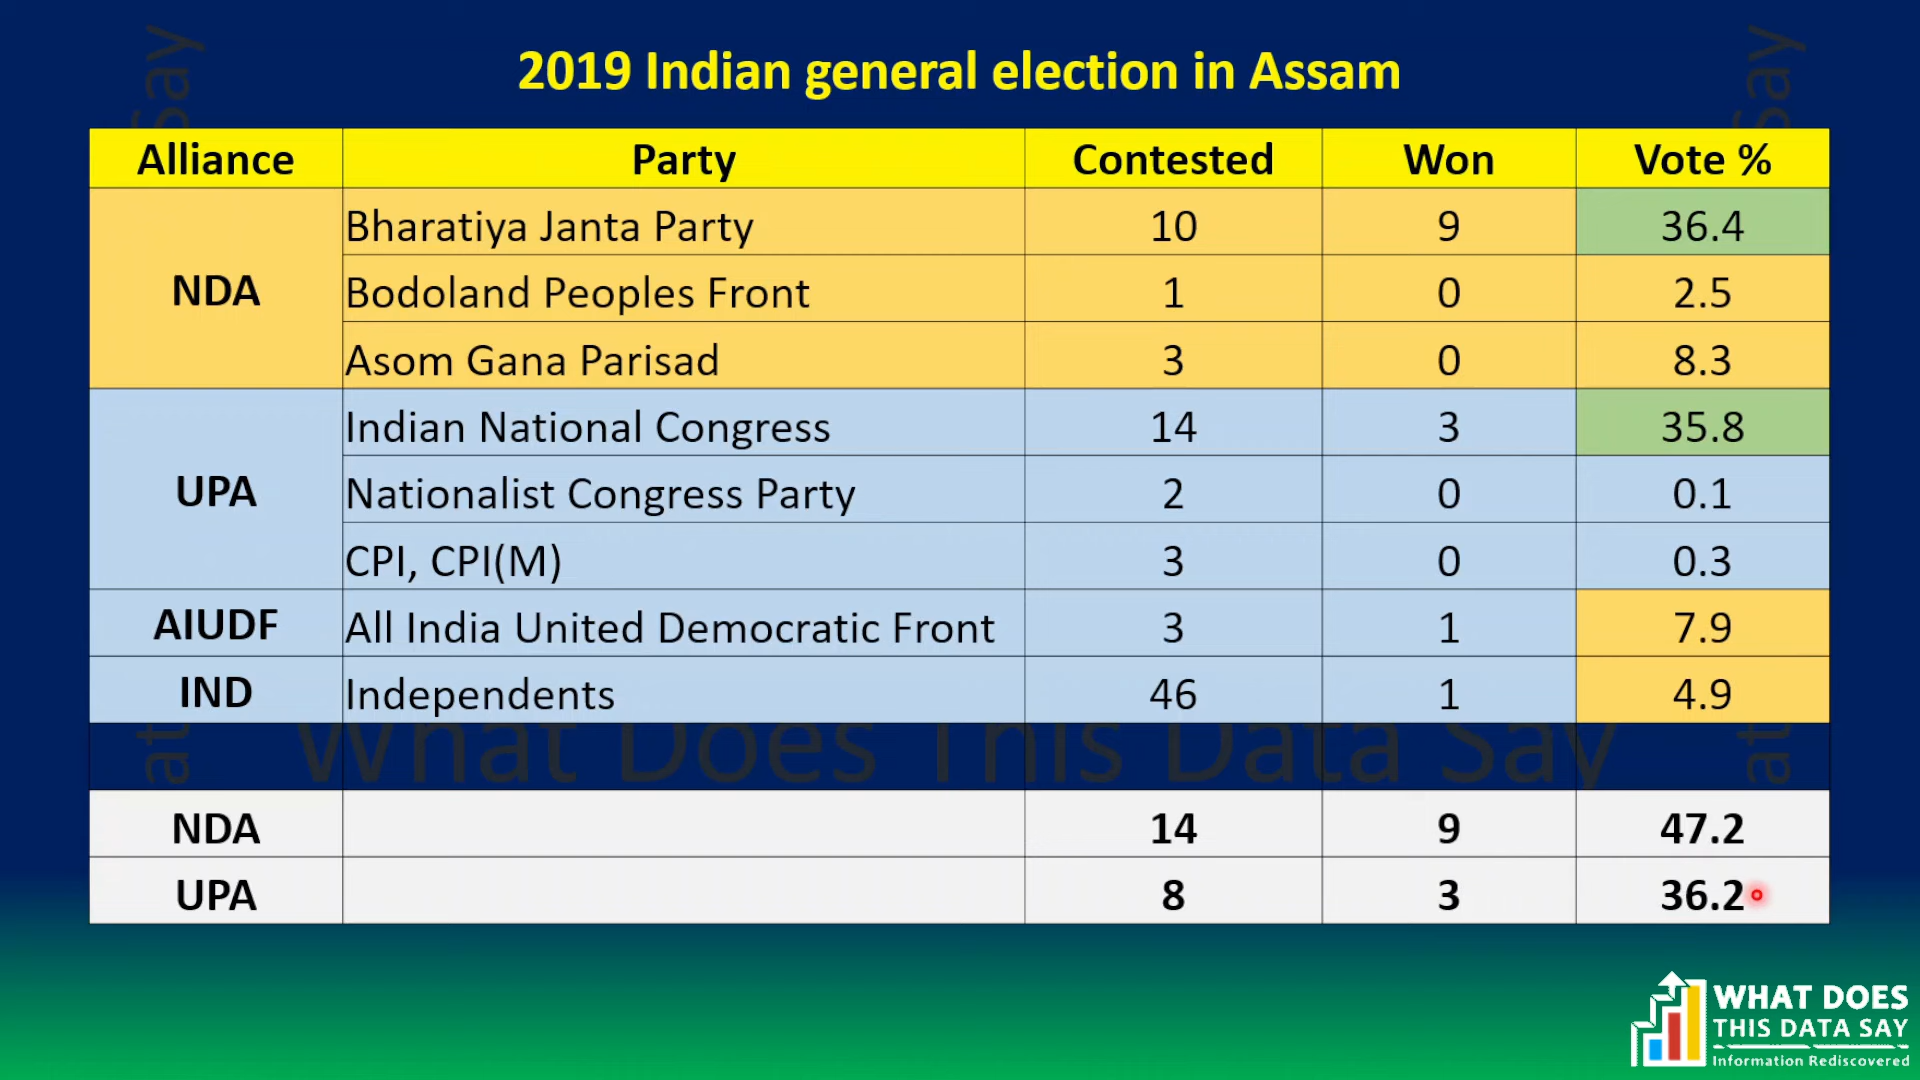 2019 Indian general election in Assam
Alliance Party Contested Won Vote %
NDA
Bharatiya Janta Party 10 9 36.4
Bodoland Peoples Front 1 0 2.5
Asom Gana Parisad 3 0 8.3
UPA
Indian National Congress 14 3 35.8
Nationalist Congress Party 2 0 0.1
CPI, CPI(M) 3 0 0.3
AIUDF All India United Democratic Front 3 1 7.9
IND Independents 46 1 4.9
What Does This Data Say
NDA 14 9 47.2
UPA 8 3 36.2
WHAT DOES
THIS DATA SAY
Information Rediscovered
Say
Say